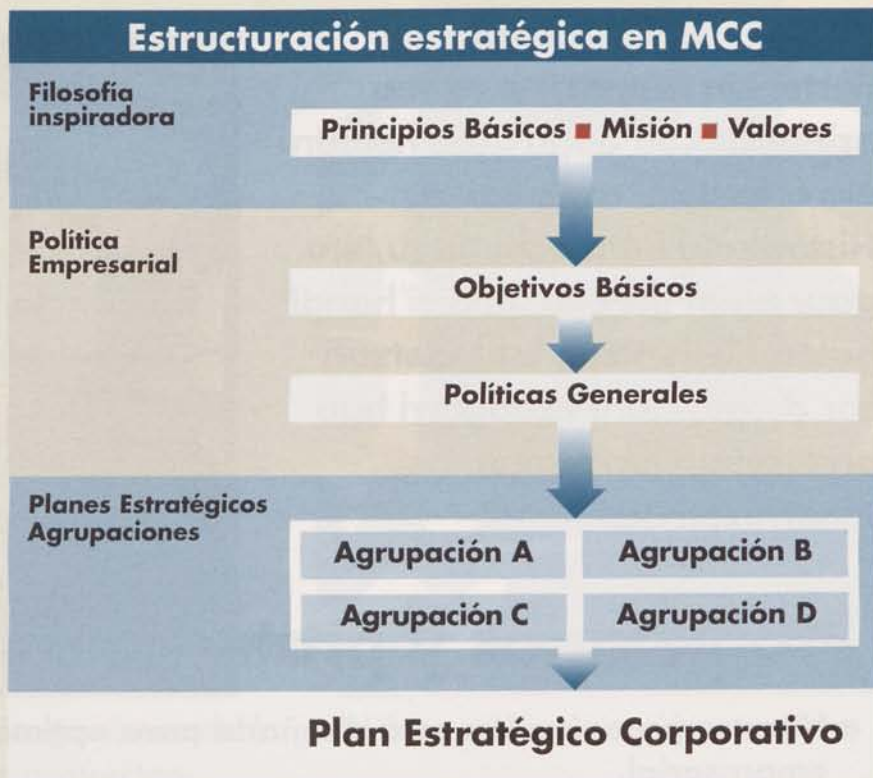 Estructuración estratégica en MCC
Filosofía
inspiradora
Principios Básicos ■ Misión ■ Valores
Política
Empresarial
Objetivos Básicos
Políticas Generales
Planes Estratégicos
Agrupaciones
Agrupación A
Agrupación B
Agrupación C
Agrupación D
Plan Estratégico Corporativo